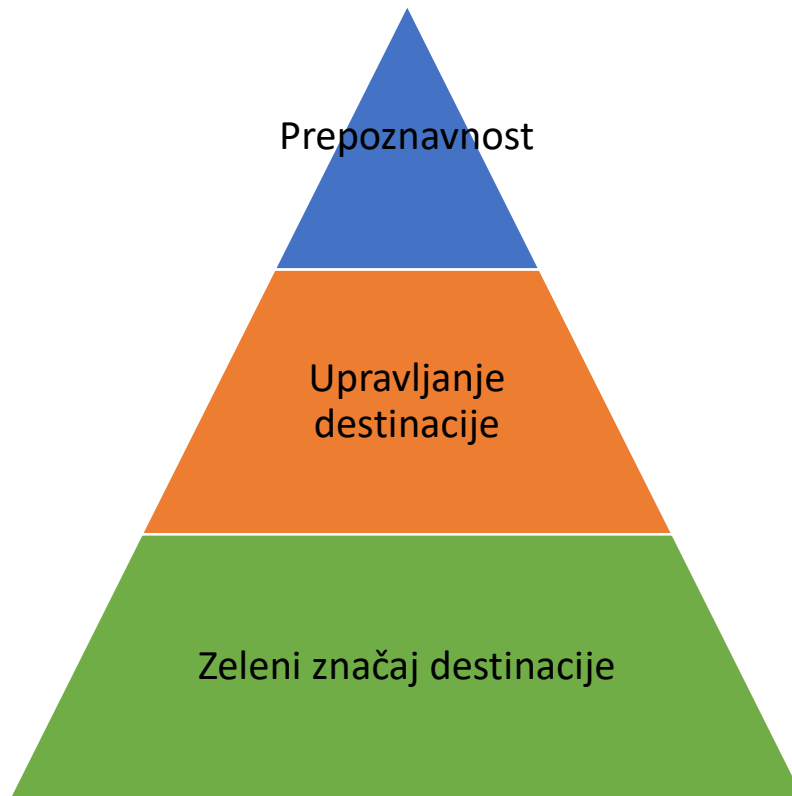 Prepoznavnost
Upravljanje
destinacije
Zeleni značaj destinacije